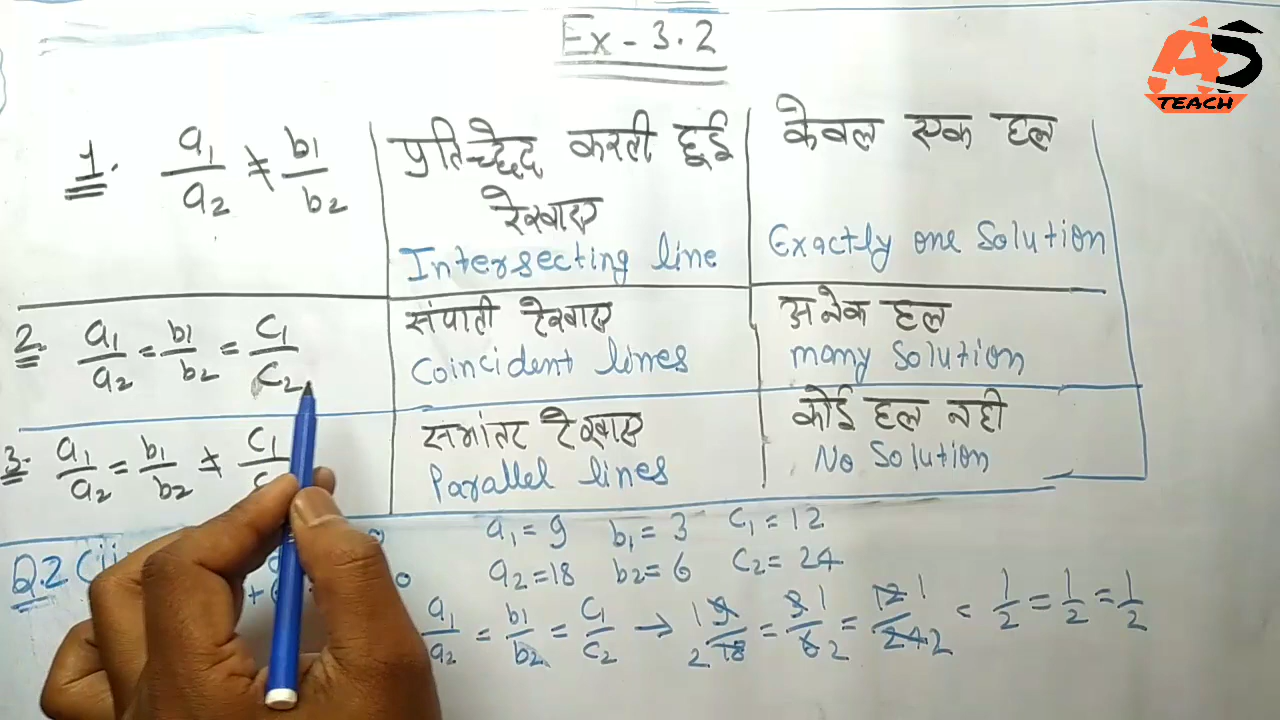 Ex - 3.2
AS
TEACH
1. a1/a2 ≠ b1/b2
प्रतिच्छेद करती हुई
रेखाए
Intersecting line
केवल एक हल
Exactly one Solution
2. a1/a2 = b1/b2 = c1/c2
संपाती रेखाए
Coincident lines
अनेक हल
many Solution
3. a1/a2 = b1/b2 ≠ c1/
समांतर रेखाए
Parallel lines
कोई हल नही
No Solution
Q.2 (ii
a1 = 9 b1 = 3 c1 = 12
a2 = 18 b2 = 6 c2 = 24
a1/a2 = b1/b2 = c1/c2 → 9/18 = 3/6 = 12/24 = 1/2 = 1/2 = 1/2